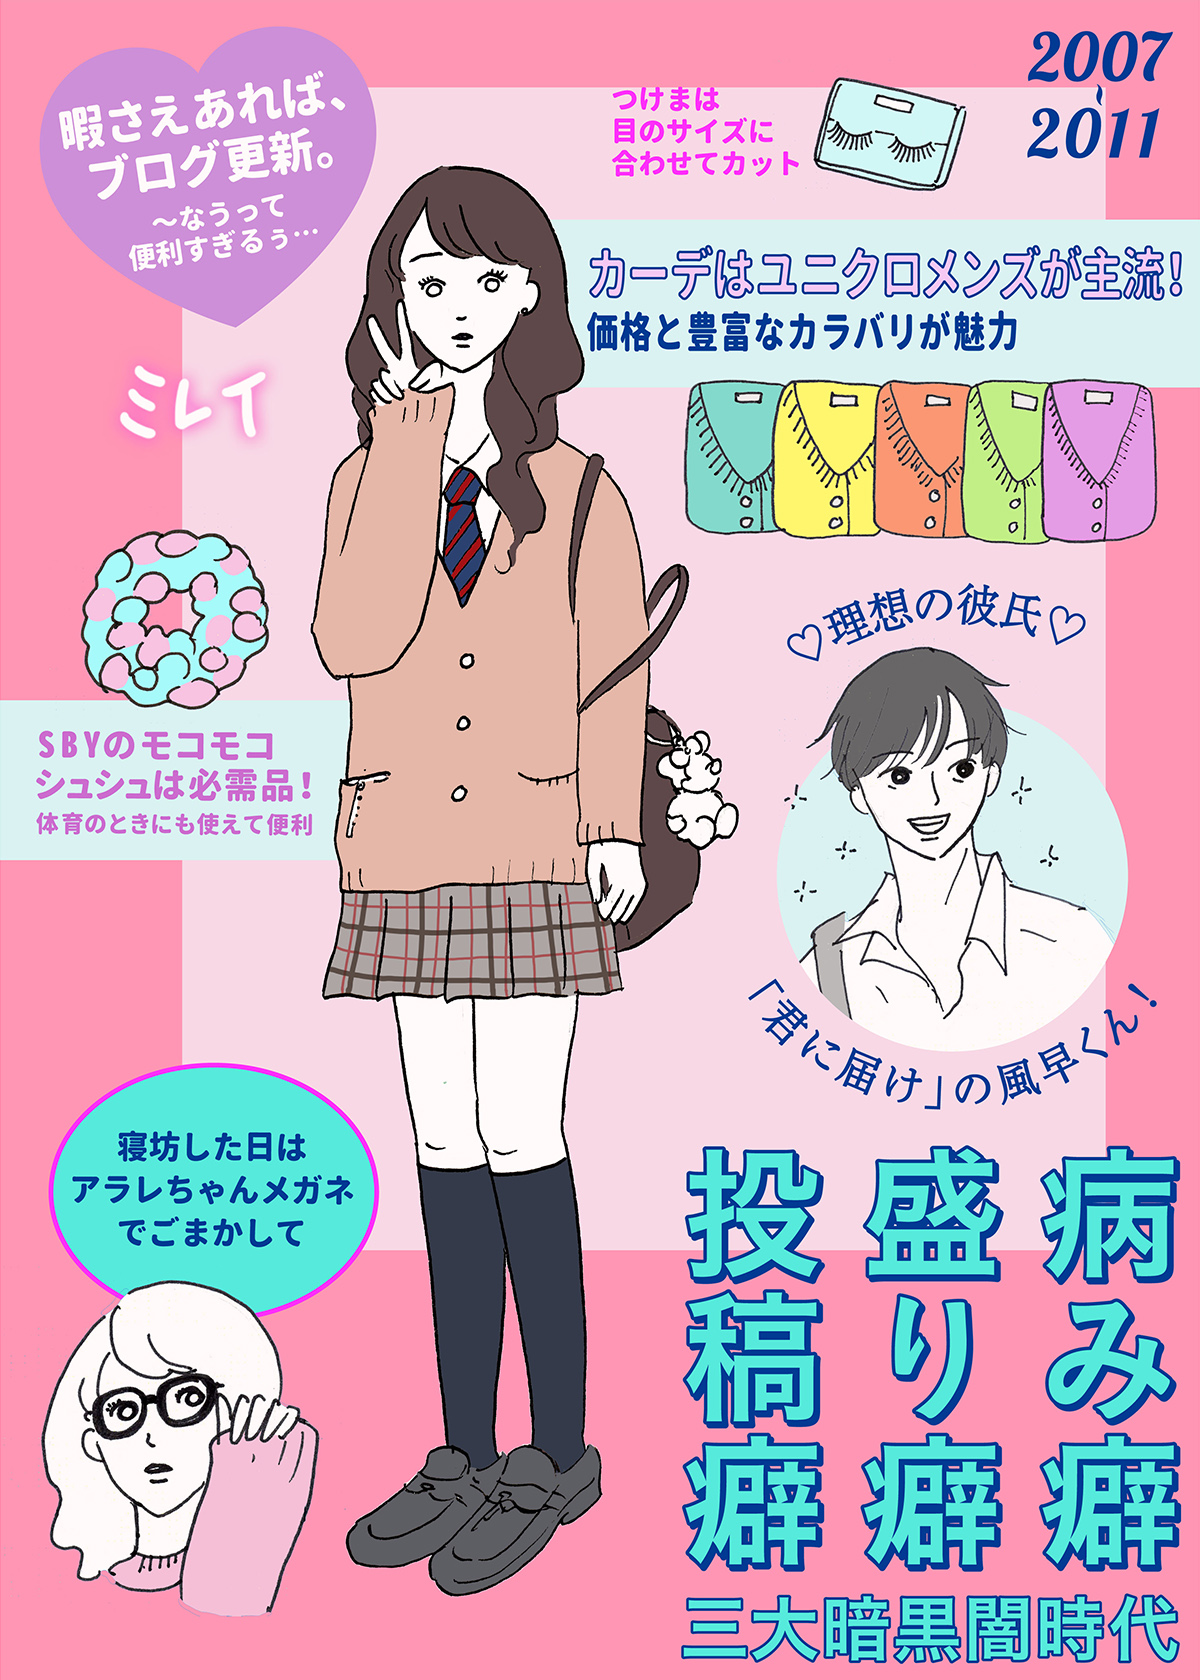 2007
〜
2011
暇さえあれば、
ブログ更新。
〜なうって
便利すぎるぅ…
つけまは
目のサイズに
合わせてカット
カーデはユニクロメンズが主流!
価格と豊富なカラバリが魅力
ミレイ
♡理想の彼氏♡
「君に届け」の風早くん!
SBYのモコモコ
シュシュは必需品!
体育のときにも使えて便利
寝坊した日は
アラレちゃんメガネ
でごまかして
病み癖
盛り癖
投稿癖
三大暗黒闇時代